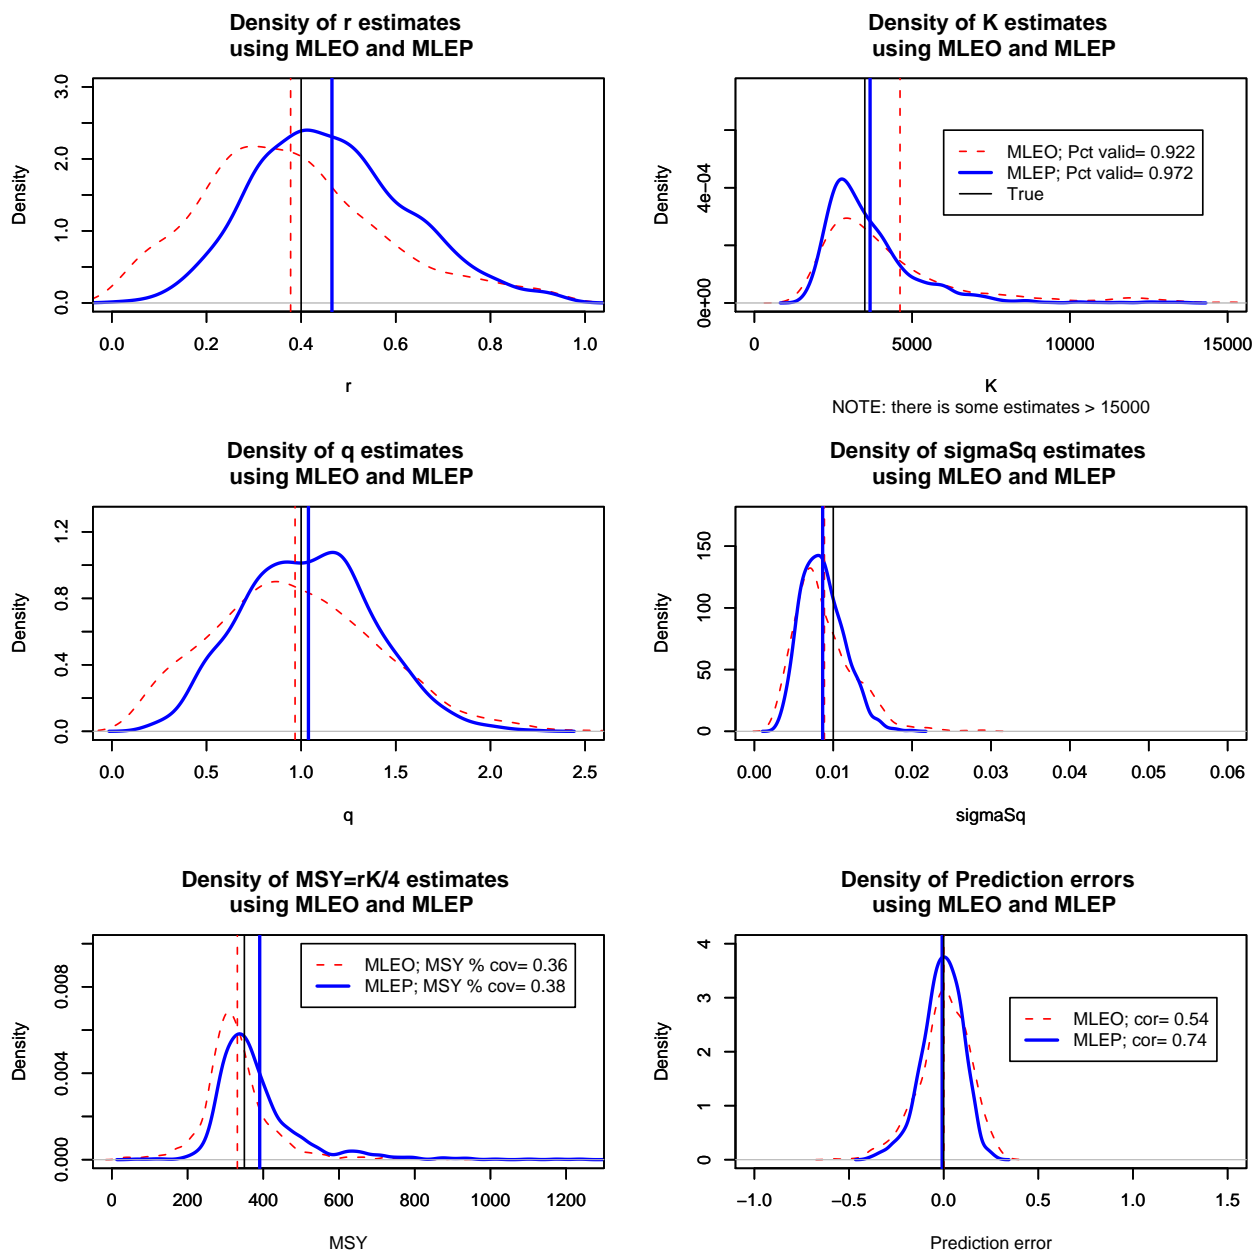 Density of r estimates
using MLEO and MLEP
Density
0.0
1.0
2.0
3.0
0.0
0.2
0.4
0.6
0.8
1.0
r
Density of K estimates
using MLEO and MLEP
Density
0e+00
4e−04
MLEO; Pct valid= 0.922
MLEP; Pct valid= 0.972
True
0
5000
10000
15000
K
NOTE: there is some estimates > 15000
Density of q estimates
using MLEO and MLEP
Density
0.0
0.4
0.8
1.2
0.0
0.5
1.0
1.5
2.0
2.5
q
Density of sigmaSq estimates
using MLEO and MLEP
Density
0
50
100
150
0.00
0.01
0.02
0.03
0.04
0.05
0.06
sigmaSq
Density of MSY=rK/4 estimates
using MLEO and MLEP
Density
0.000
0.004
0.008
MLEO; MSY % cov= 0.36
MLEP; MSY % cov= 0.38
0
200
400
600
800
1000
1200
MSY
Density of Prediction errors
using MLEO and MLEP
Density
0
1
2
3
4
MLEO; cor= 0.54
MLEP; cor= 0.74
−1.0
−0.5
0.0
0.5
1.0
1.5
Prediction error